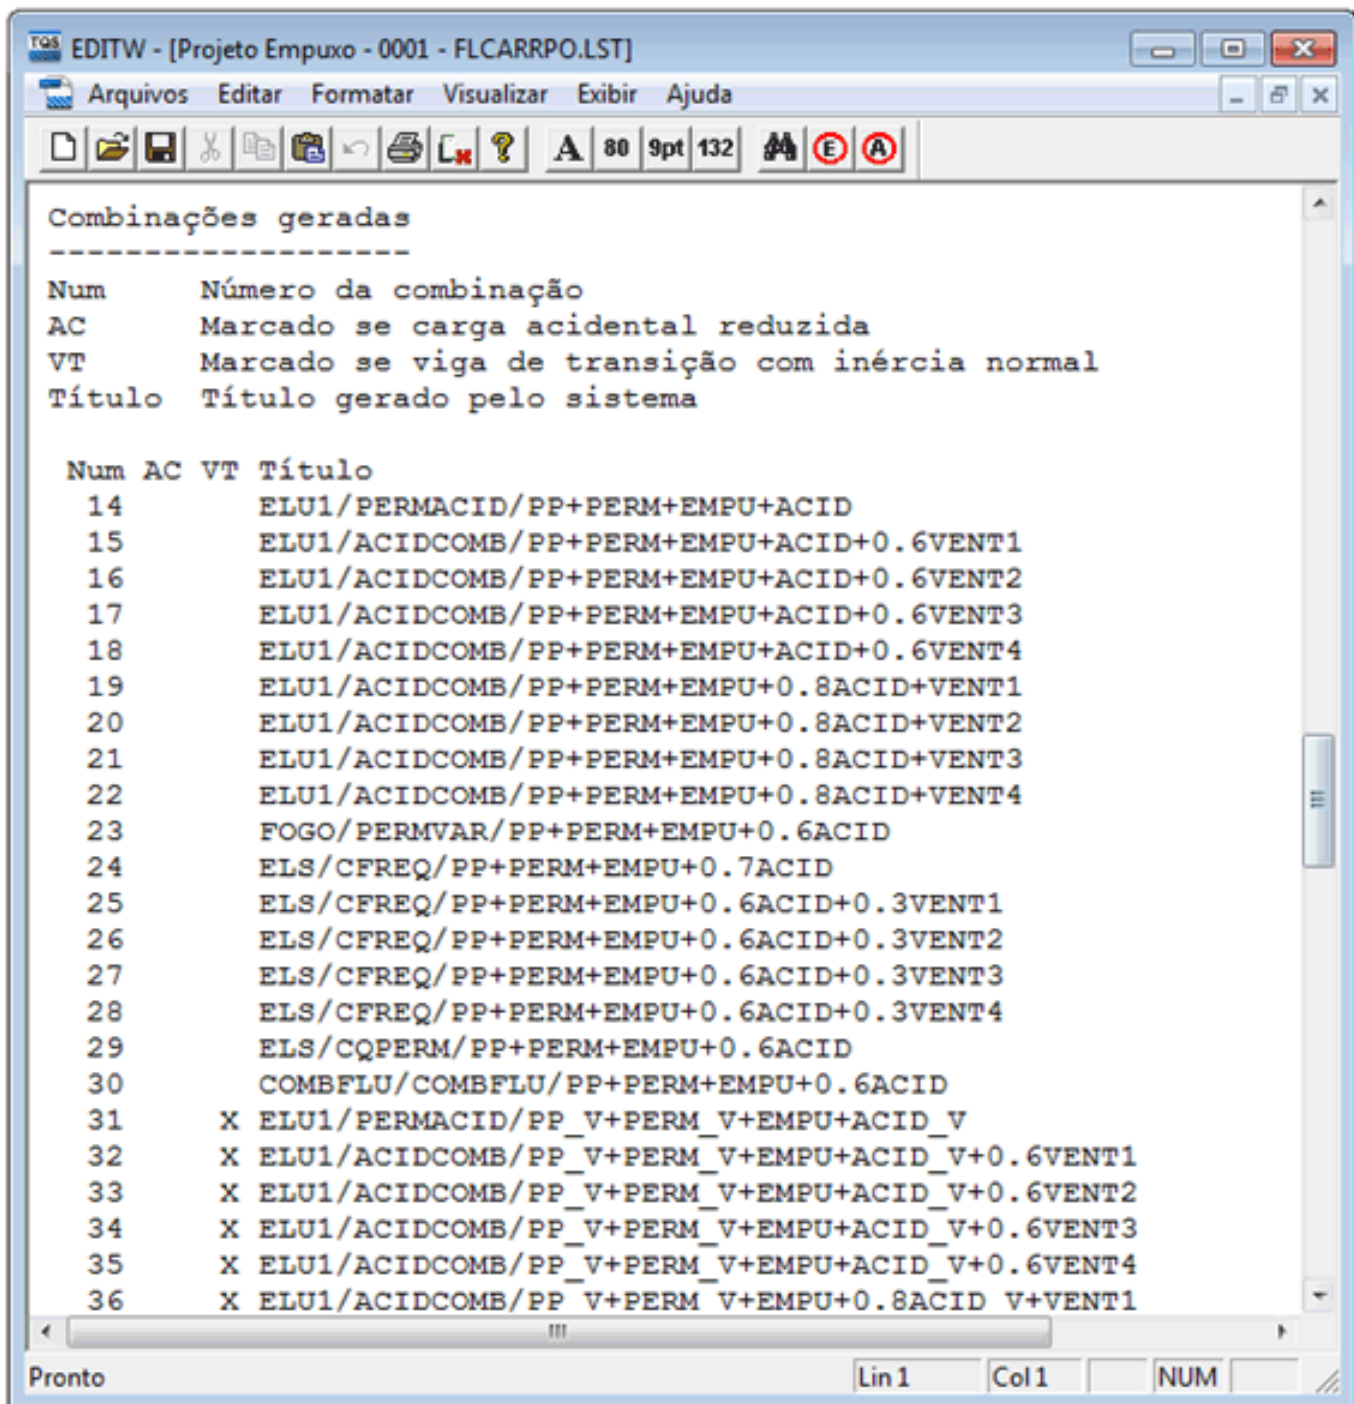 TQS EDITW - [Projeto Empuxo - 0001 - FLCARRPO.LST]
Arquivos Editar Formatar Visualizar Exibir Ajuda
A 80 9pt 132 E A
Combinações geradas
-------------------
Num Número da combinação
AC Marcado se carga acidental reduzida
VT Marcado se viga de transição com inércia normal
Título Título gerado pelo sistema
Num AC VT Título
14 ELU1/PERMACID/PP+PERM+EMPU+ACID
15 ELU1/ACIDCOMB/PP+PERM+EMPU+ACID+0.6VENT1
16 ELU1/ACIDCOMB/PP+PERM+EMPU+ACID+0.6VENT2
17 ELU1/ACIDCOMB/PP+PERM+EMPU+ACID+0.6VENT3
18 ELU1/ACIDCOMB/PP+PERM+EMPU+ACID+0.6VENT4
19 ELU1/ACIDCOMB/PP+PERM+EMPU+0.8ACID+VENT1
20 ELU1/ACIDCOMB/PP+PERM+EMPU+0.8ACID+VENT2
21 ELU1/ACIDCOMB/PP+PERM+EMPU+0.8ACID+VENT3
22 ELU1/ACIDCOMB/PP+PERM+EMPU+0.8ACID+VENT4
23 FOGO/PERMVAR/PP+PERM+EMPU+0.6ACID
24 ELS/CFREQ/PP+PERM+EMPU+0.7ACID
25 ELS/CFREQ/PP+PERM+EMPU+0.6ACID+0.3VENT1
26 ELS/CFREQ/PP+PERM+EMPU+0.6ACID+0.3VENT2
27 ELS/CFREQ/PP+PERM+EMPU+0.6ACID+0.3VENT3
28 ELS/CFREQ/PP+PERM+EMPU+0.6ACID+0.3VENT4
29 ELS/CQPERM/PP+PERM+EMPU+0.6ACID
30 COMBFLU/COMBFLU/PP+PERM+EMPU+0.6ACID
31 X ELU1/PERMACID/PP_V+PERM_V+EMPU+ACID_V
32 X ELU1/ACIDCOMB/PP_V+PERM_V+EMPU+ACID_V+0.6VENT1
33 X ELU1/ACIDCOMB/PP_V+PERM_V+EMPU+ACID_V+0.6VENT2
34 X ELU1/ACIDCOMB/PP_V+PERM_V+EMPU+ACID_V+0.6VENT3
35 X ELU1/ACIDCOMB/PP_V+PERM_V+EMPU+ACID_V+0.6VENT4
36 X ELU1/ACIDCOMB/PP V+PERM V+EMPU+0.8ACID V+VENT1
Pronto Lin 1 Col 1 NUM